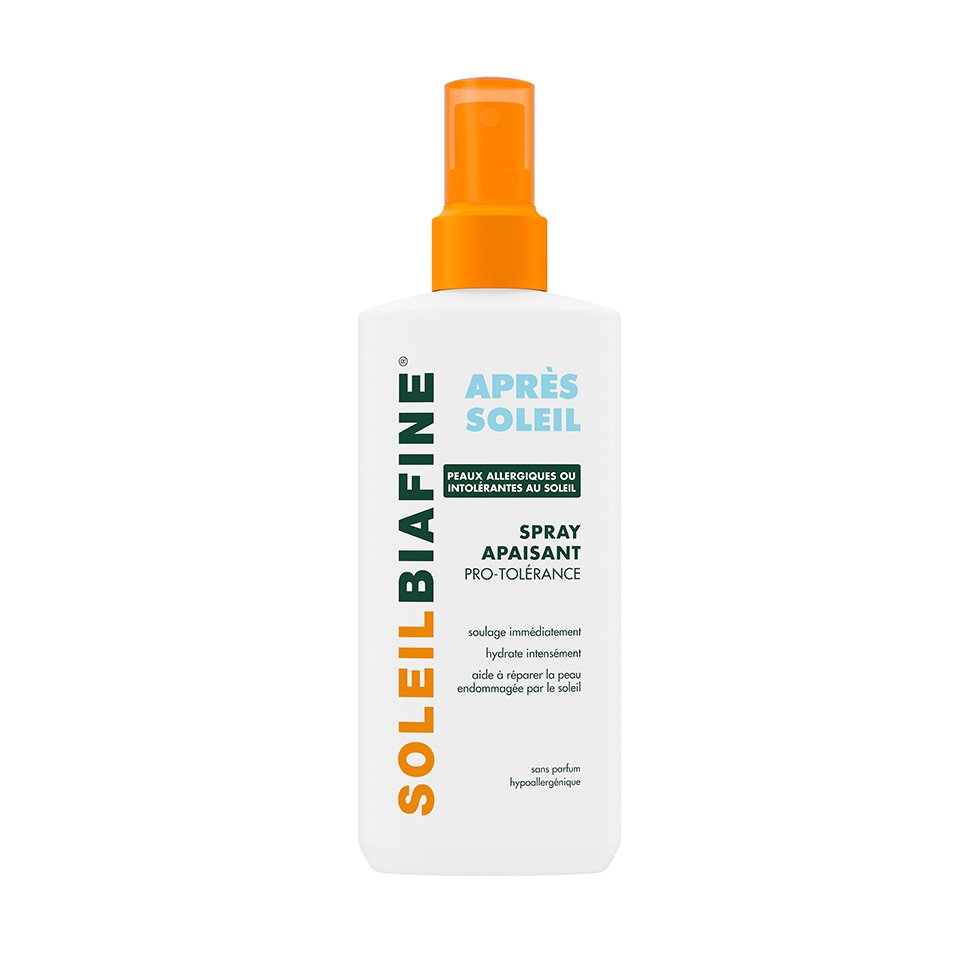 SOLEILBIAFINE®
APRÈS
SOLEIL
PEAUX ALLERGIQUES OU
INTOLÉRANTES AU SOLEIL
SPRAY
APAISANT
PRO-TOLÉRANCE
soulage immédiatement
hydrate intensément
aide à réparer la peau
endommagée par le soleil
sans parfum
hypoallergénique